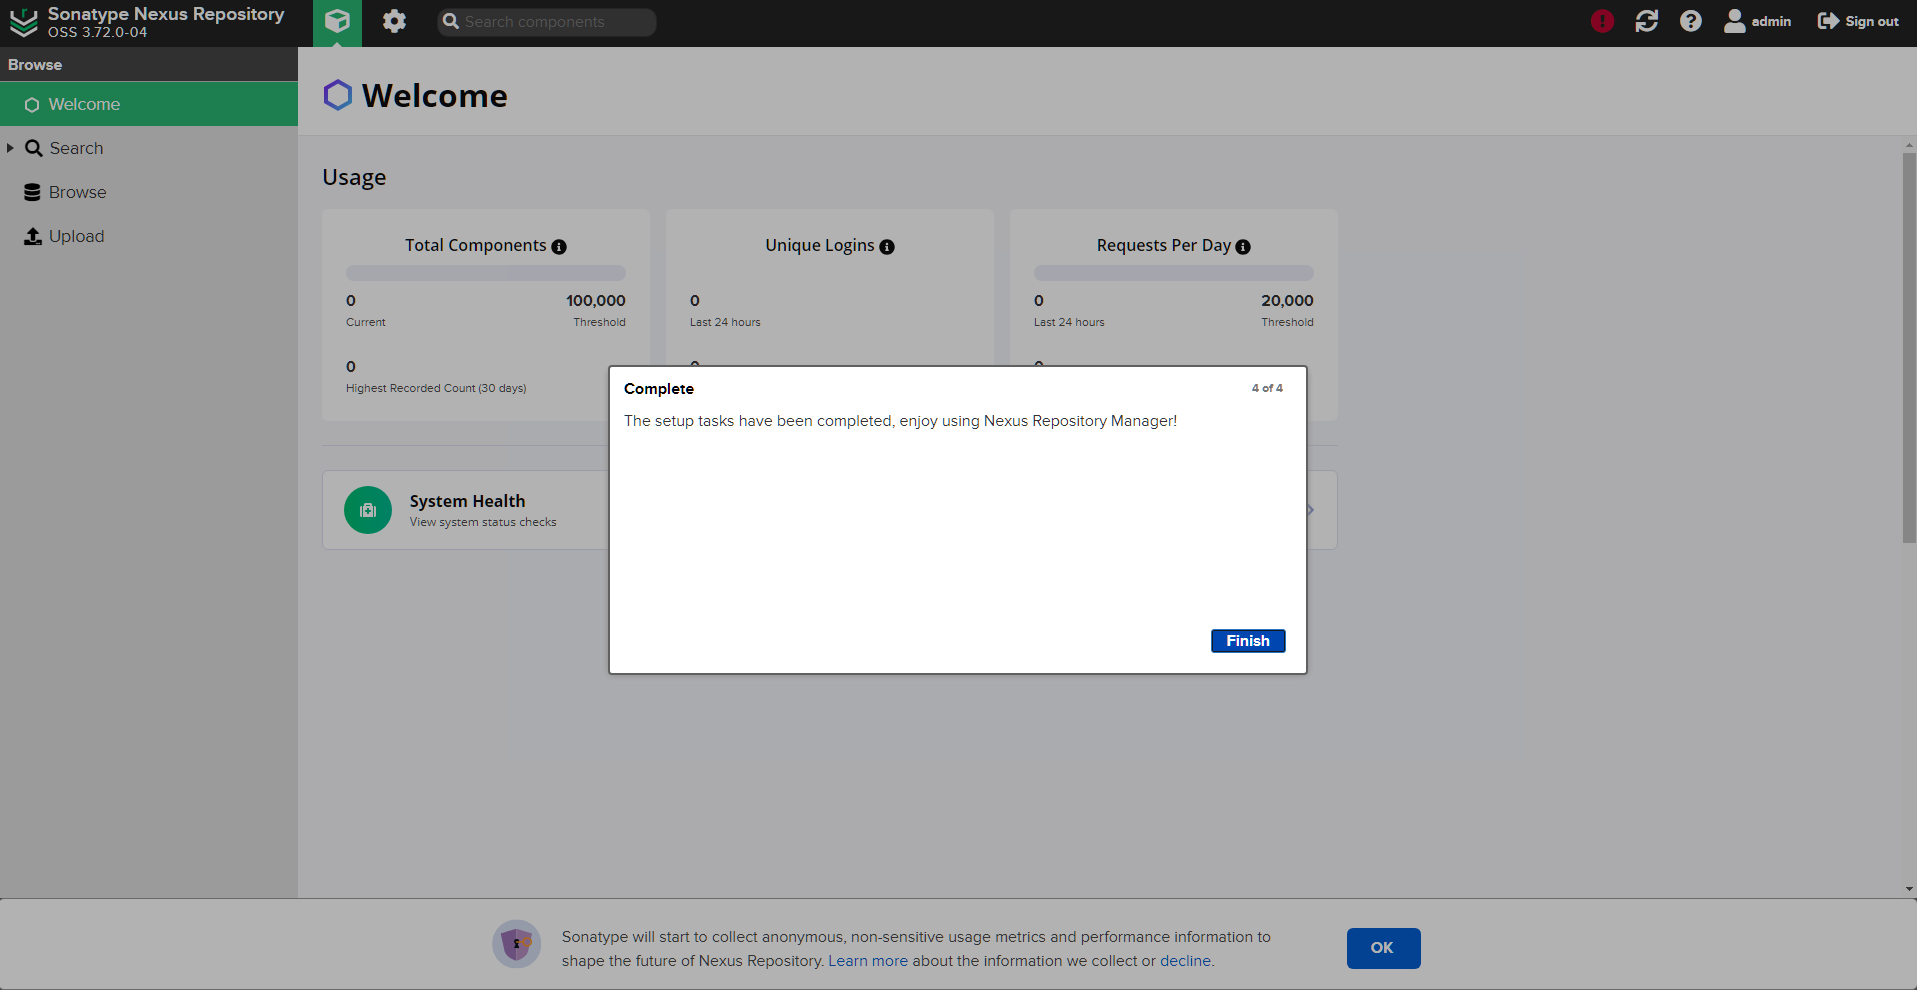 Sonatype Nexus Repository
OSS 3.72.0-04
Search components
admin
Sign out
Browse
Welcome
Search
Browse
Upload
Welcome
Usage
Total Components
0
100,000
Current
Threshold
0
Highest Recorded Count (30 days)
Unique Logins
0
Last 24 hours
Requests Per Day
0
20,000
Last 24 hours
Threshold
System Health
View system status checks
Complete
4 of 4
The setup tasks have been completed, enjoy using Nexus Repository Manager!
Finish
Sonatype will start to collect anonymous, non-sensitive usage metrics and performance information to
shape the future of Nexus Repository. Learn more about the information we collect or decline.
OK